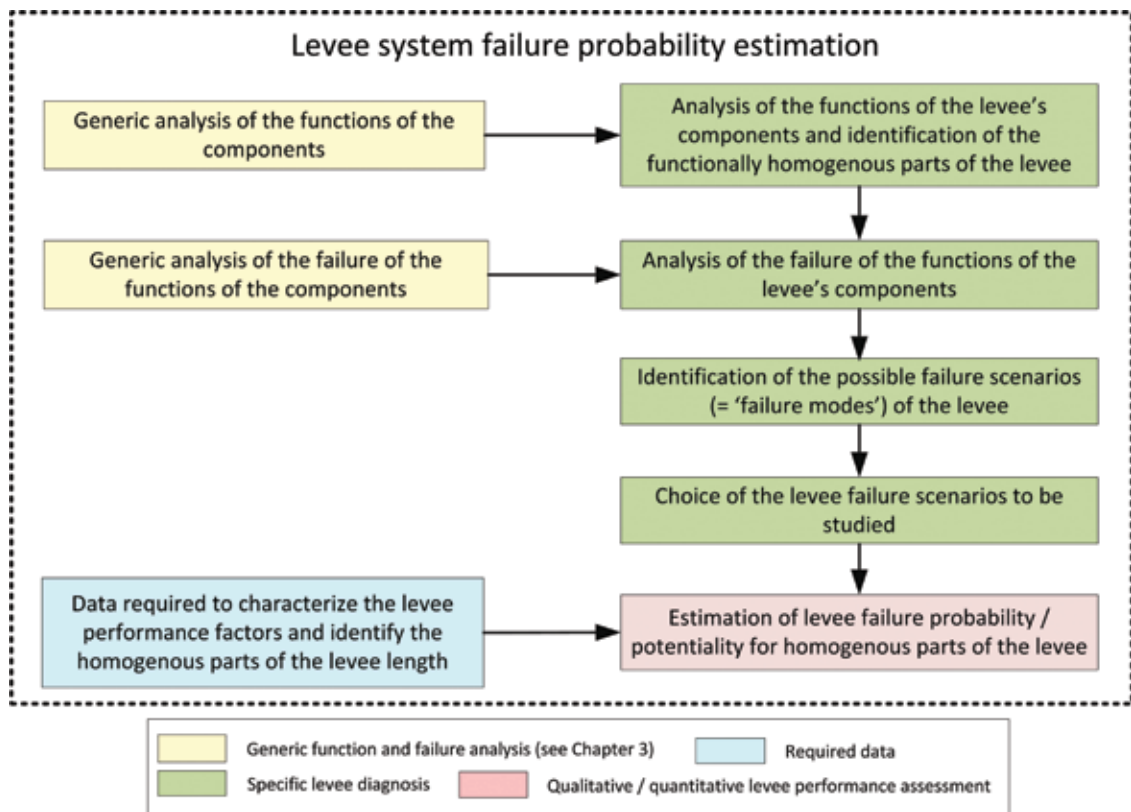 Levee system failure probability estimation
Generic analysis of the functions of the
components
Analysis of the functions of the levee's
components and identification of the
functionally homogenous parts of the levee
Generic analysis of the failure of the
functions of the components
Analysis of the failure of the functions of the
levee's components
Identification of the possible failure scenarios
(= 'failure modes') of the levee
Choice of the levee failure scenarios to be
studied
Data required to characterize the levee
performance factors and identify the
homogenous parts of the levee length
Estimation of levee failure probability /
potentiality for homogenous parts of the levee
Generic function and failure analysis (see Chapter 3)
Required data
Specific levee diagnosis
Qualitative / quantitative levee performance assessment